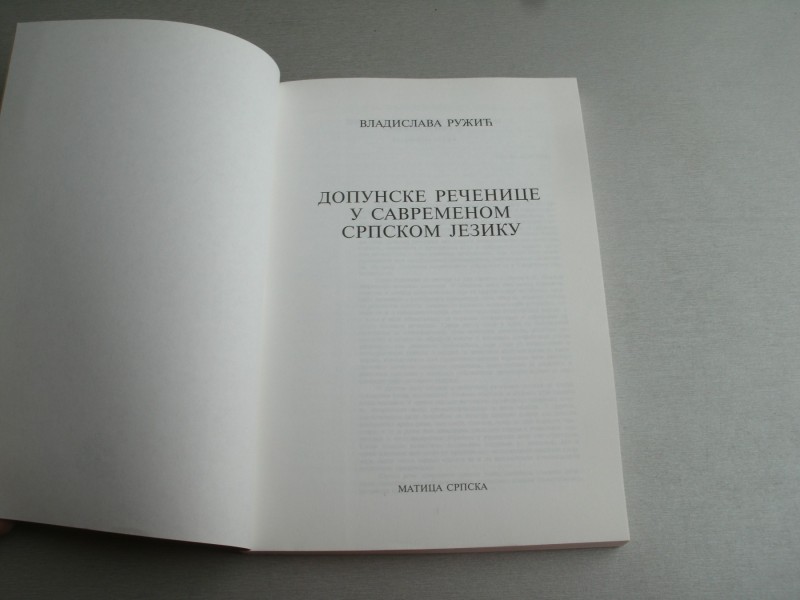 ВЛАДИСЛАВА РУЖИЋ
ДОПУНСКЕ РЕЧЕНИЦЕ
У САВРЕМЕНОМ
СРПСКОМ ЈЕЗИКУ
МАТИЦА СРПСКА